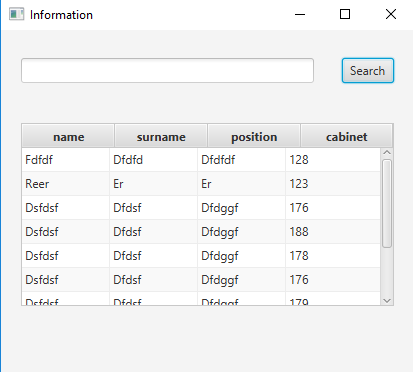 Information
Search
name surname position cabinet
Fdfdf Dfdfd Dfdfdf 128
Reer Er Er 123
Dsfdsf Dfdsf Dfdggf 176
Dsfdsf Dfdsf Dfdggf 188
Dsfdsf Dfdsf Dfdggf 178
Dsfdsf Dfdsf Dfdggf 176
Dsfdsf Dfdsf Dfdggf 179